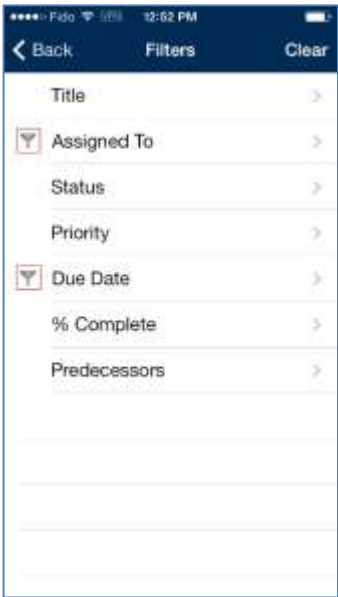 Fido 12:52 PM
Back Filters Clear
Title
Assigned To
Status
Priority
Due Date
% Complete
Predecessors